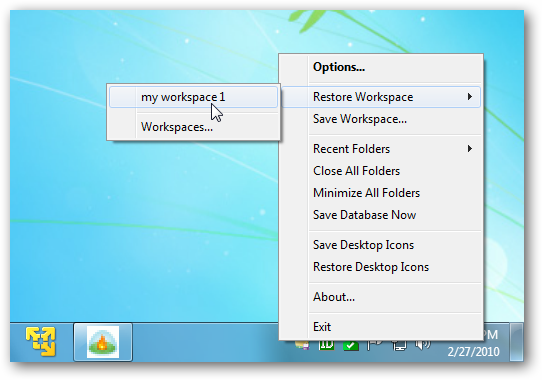 Options...
Restore Workspace
my workspace 1
Workspaces...
Save Workspace...
Recent Folders
Close All Folders
Minimize All Folders
Save Database Now
Save Desktop Icons
Restore Desktop Icons
About...
Exit
ID
PM
2/27/2010